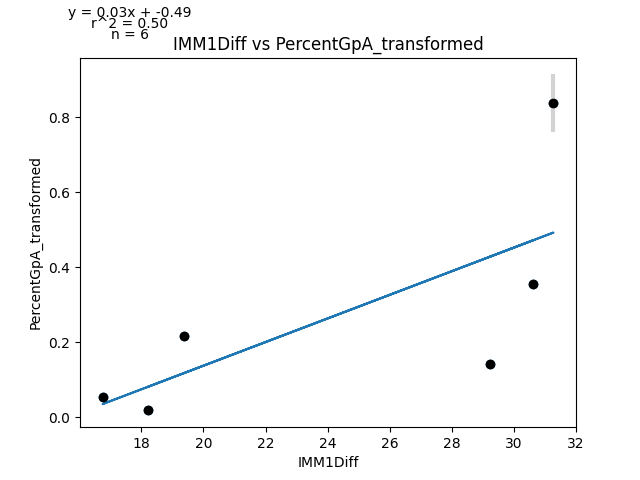 y = 0.03x + -0.49
r^2 = 0.50
n = 6
IMM1Diff vs PercentGpA_transformed
PercentGpA_transformed
0.8
0.6
0.4
0.2
0.0
18 20 22 24 26 28 30 32
IMM1Diff